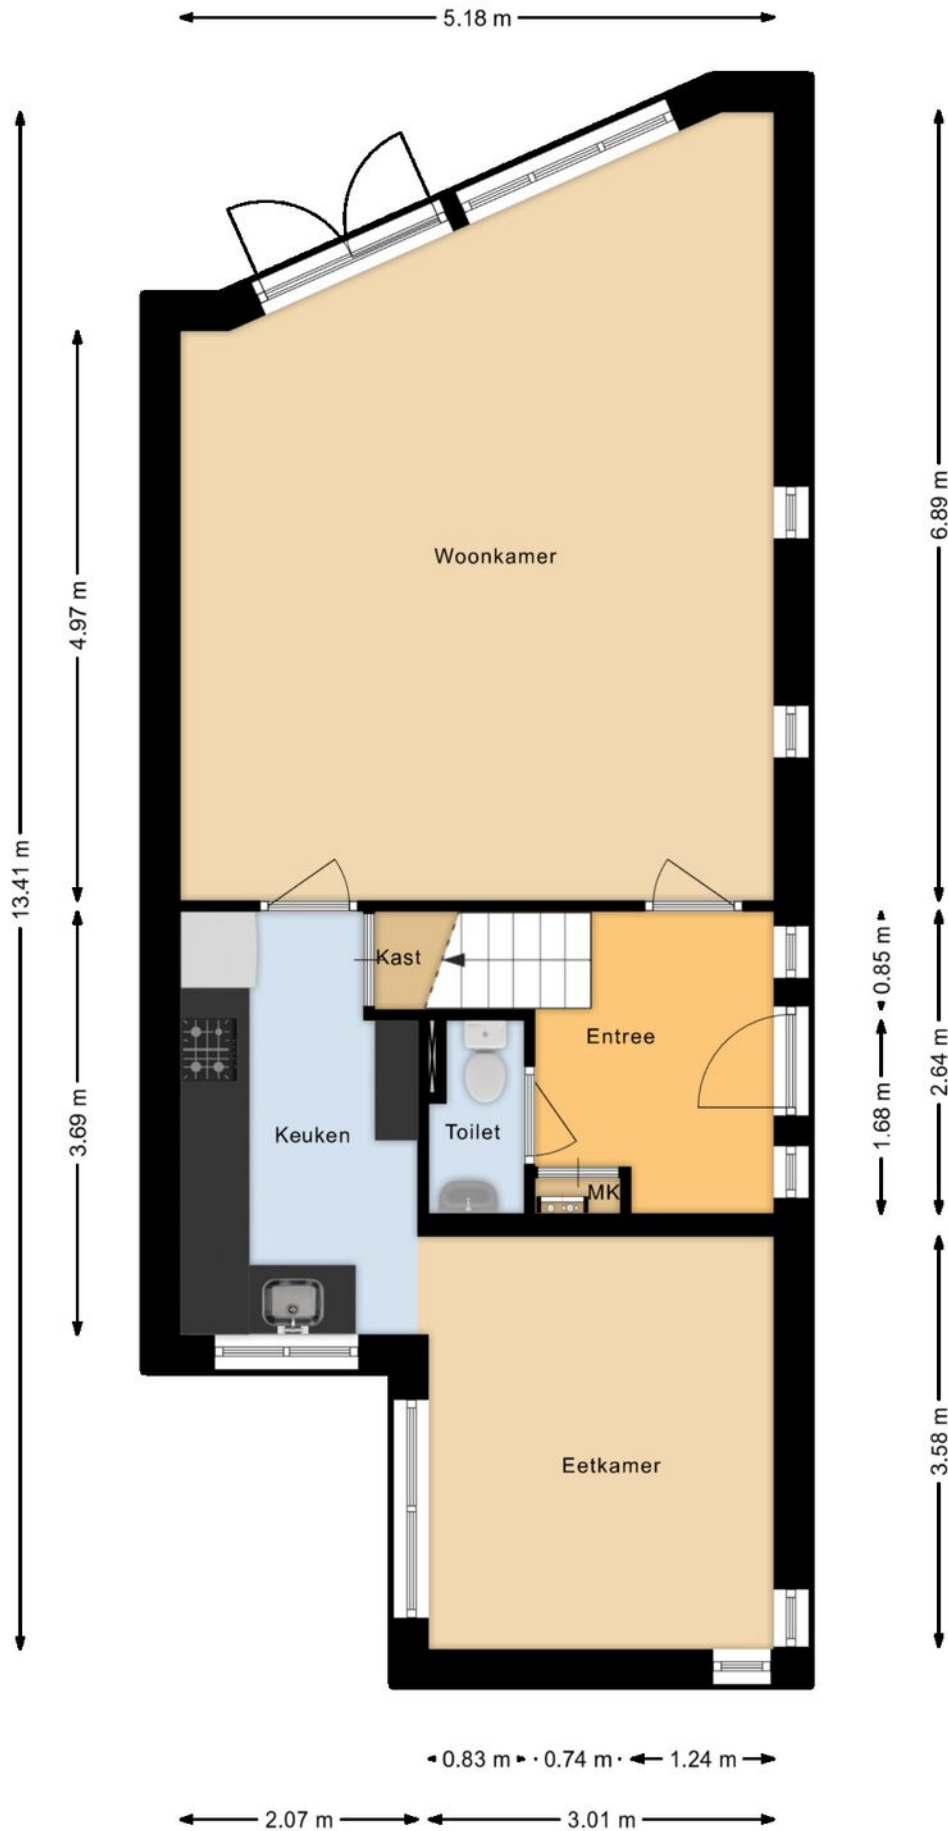 5.18 m
6.89 m
Woonkamer
4.97 m
13.41 m
Kast
0.85 m
Entree
2.64 m
3.69 m
1.68 m
Keuken
Toilet
MK
3.58 m
Eetkamer
0.83 m 0.74 m 1.24 m
2.07 m 3.01 m